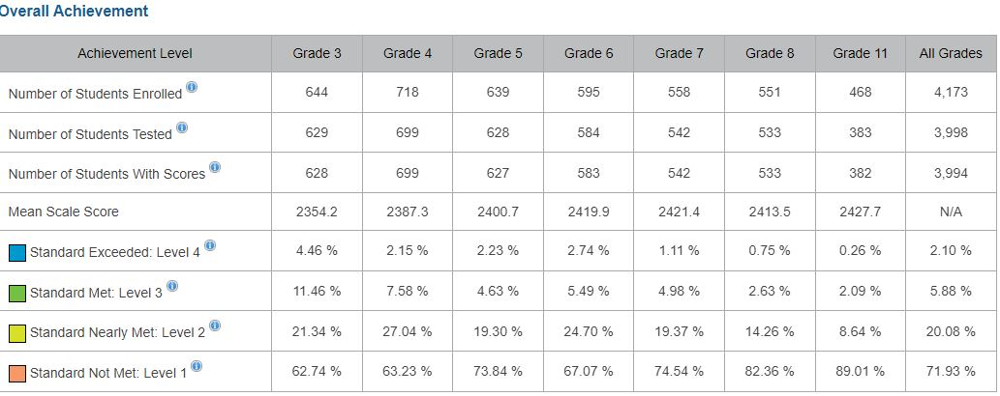 Overall Achievement
Achievement Level Grade 3 Grade 4 Grade 5 Grade 6 Grade 7 Grade 8 Grade 11 All Grades
Number of Students Enrolled i 644 718 639 595 558 551 468 4,173
Number of Students Tested i 629 699 628 584 542 533 383 3,998
Number of Students With Scores i 628 699 627 583 542 533 382 3,994
Mean Scale Score 2354.2 2387.3 2400.7 2419.9 2421.4 2413.5 2427.7 N/A
Standard Exceeded: Level 4 i 4.46 % 2.15 % 2.23 % 2.74 % 1.11 % 0.75 % 0.26 % 2.10 %
Standard Met: Level 3 i 11.46 % 7.58 % 4.63 % 5.49 % 4.98 % 2.63 % 2.09 % 5.88 %
Standard Nearly Met: Level 2 i 21.34 % 27.04 % 19.30 % 24.70 % 19.37 % 14.26 % 8.64 % 20.08 %
Standard Not Met: Level 1 i 62.74 % 63.23 % 73.84 % 67.07 % 74.54 % 82.36 % 89.01 % 71.93 %